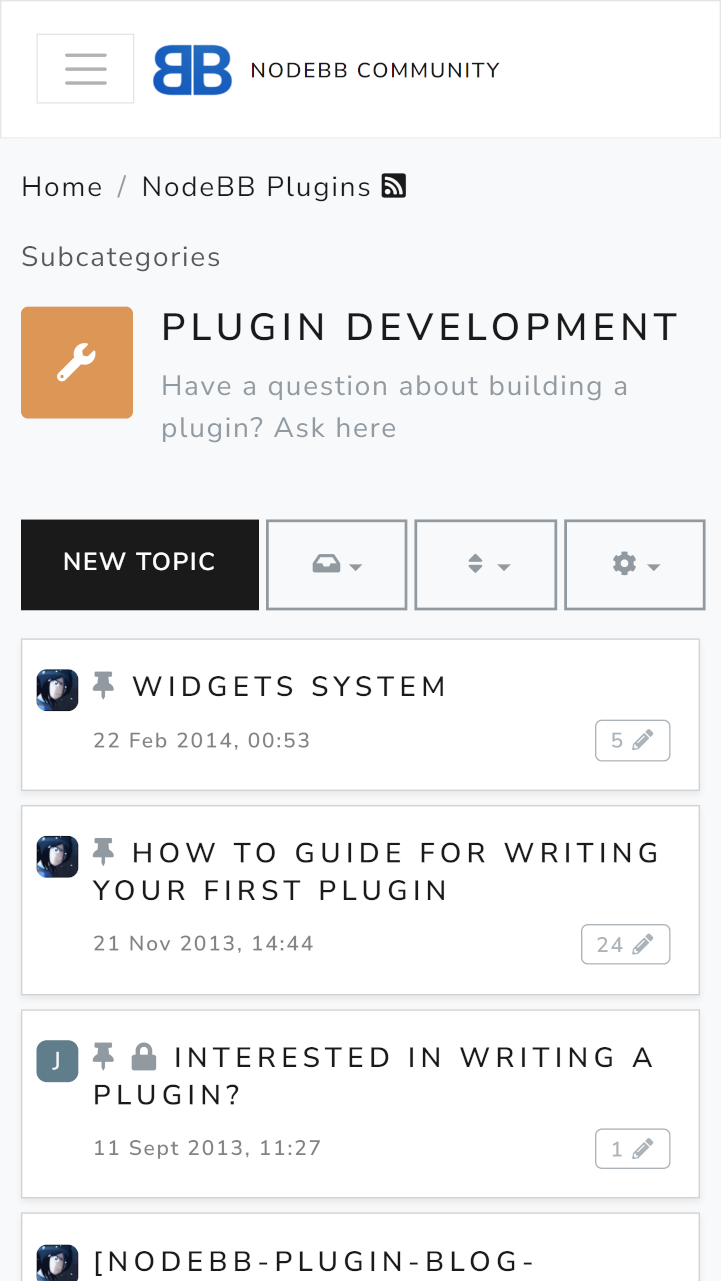 BB NODEBB COMMUNITY
Home / NodeBB Plugins
Subcategories
PLUGIN DEVELOPMENT
Have a question about building a
plugin? Ask here
NEW TOPIC
WIDGETS SYSTEM
22 Feb 2014, 00:53
5
HOW TO GUIDE FOR WRITING
YOUR FIRST PLUGIN
21 Nov 2013, 14:44
24
J
INTERESTED IN WRITING A
PLUGIN?
11 Sept 2013, 11:27
1
[NODEBB-PLUGIN-BLOG-